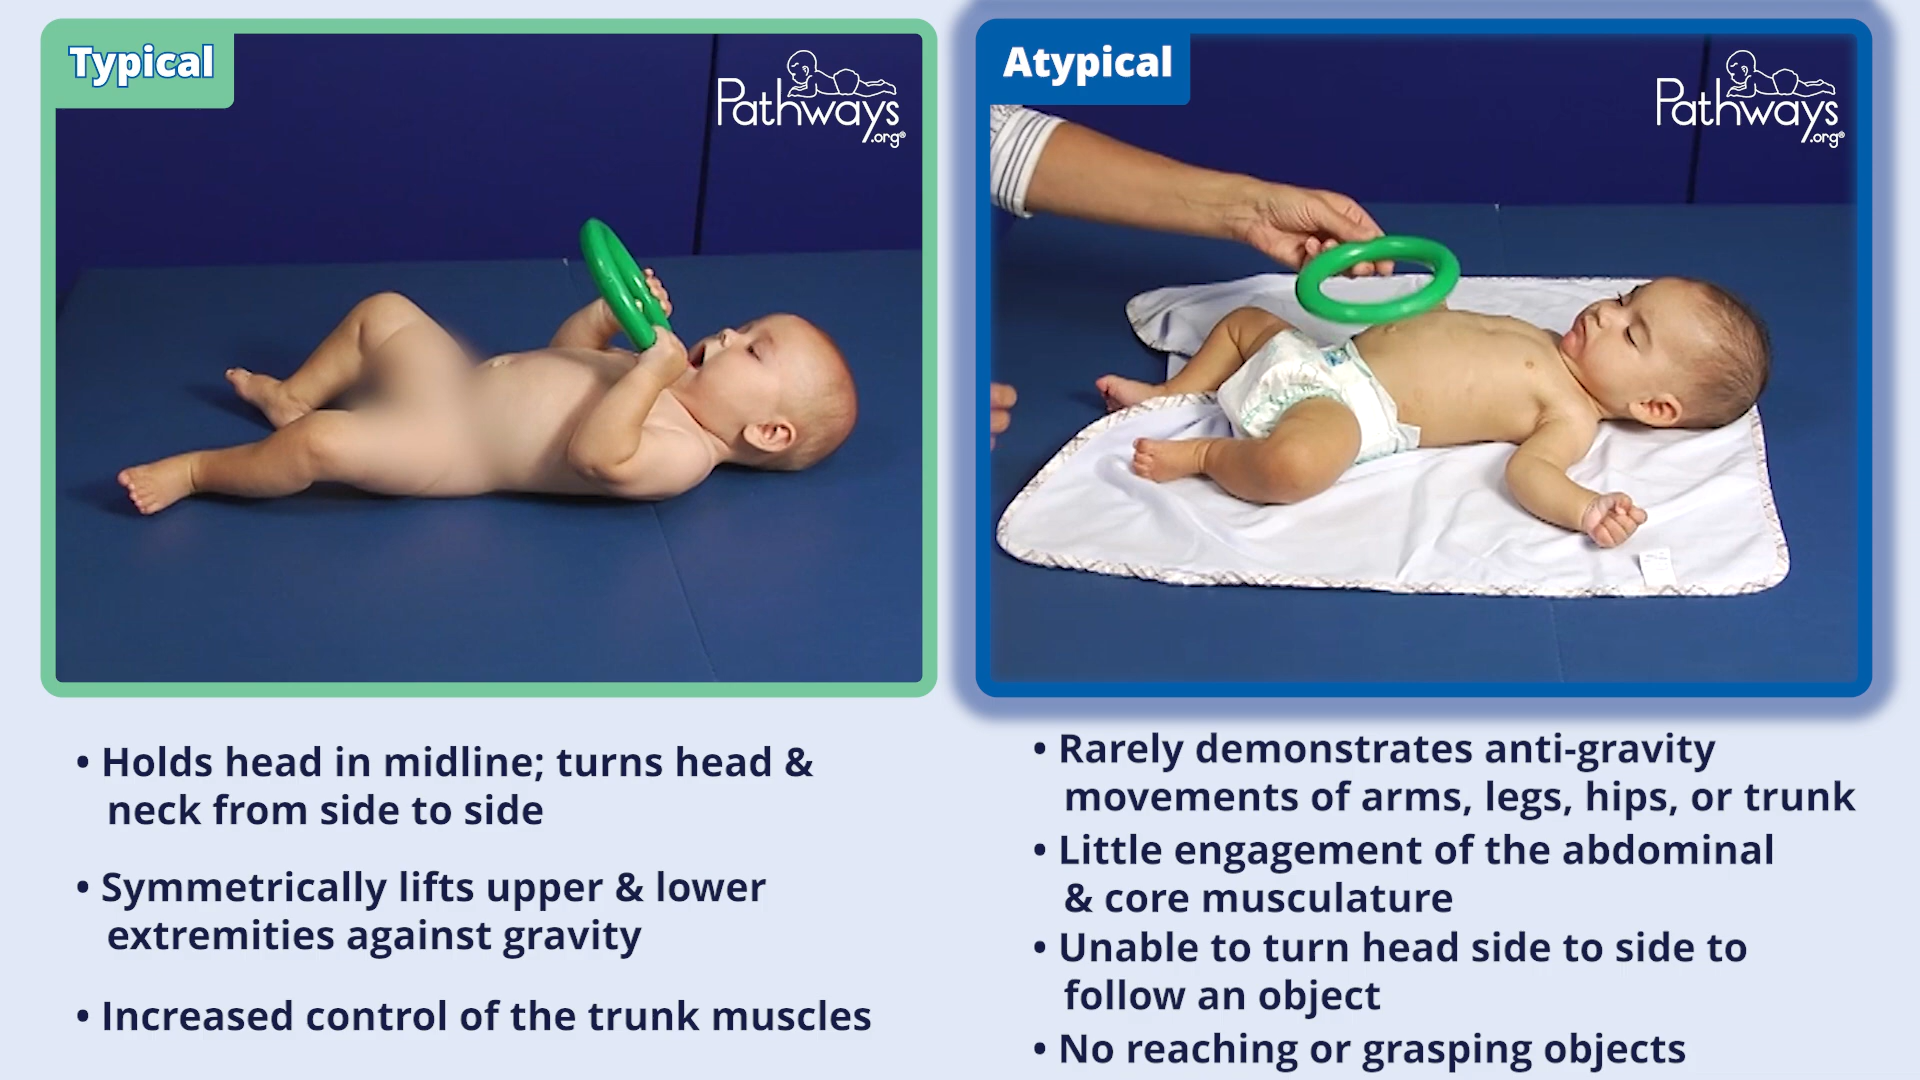 Typical
Pathways
.org®
• Holds head in midline; turns head &
neck from side to side
• Symmetrically lifts upper & lower
extremities against gravity
• Increased control of the trunk muscles
Atypical
Pathways
.org®
• Rarely demonstrates anti-gravity
movements of arms, legs, hips, or trunk
• Little engagement of the abdominal
& core musculature
• Unable to turn head side to side to
follow an object
• No reaching or grasping objects